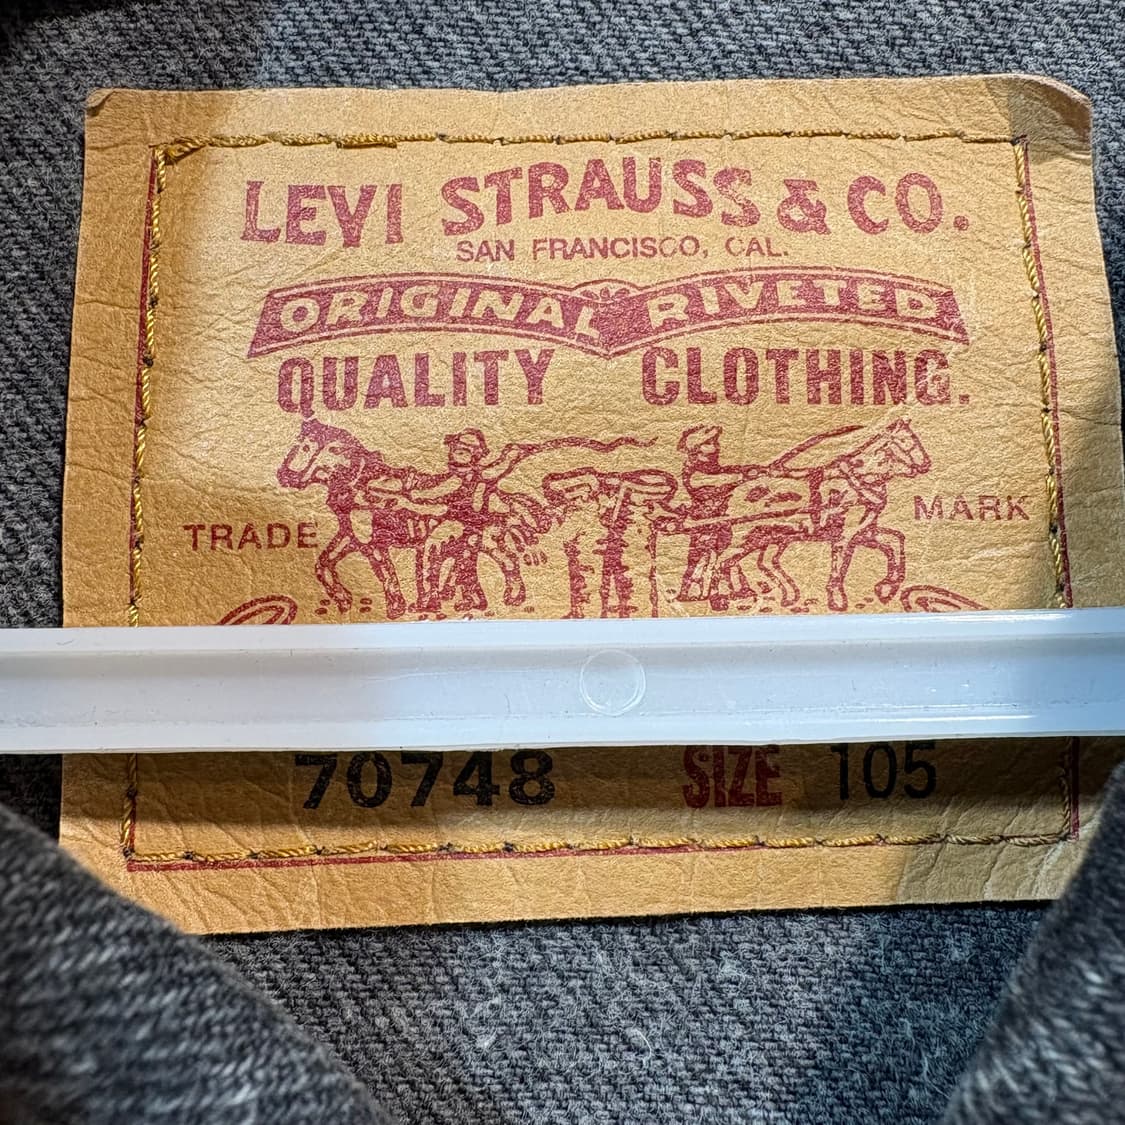 LEVI STRAUSS & CO.
SAN FRANCISCO, CAL.
ORIGINAL RIVETED
QUALITY CLOTHING.
TRADE MARK
70748 SIZE 105